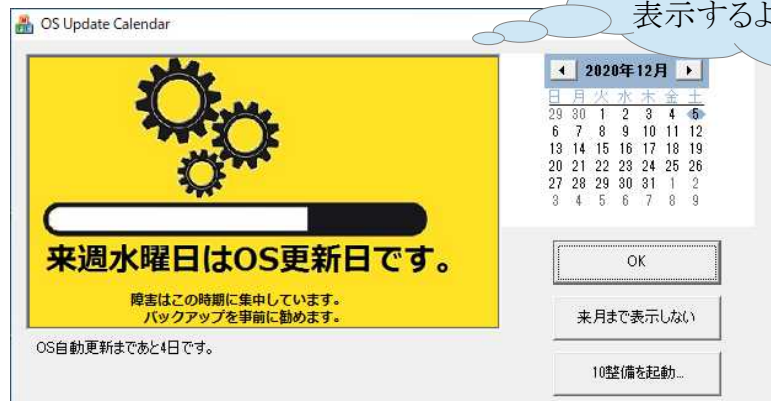 OS Update Calendar
表示するよ
来週水曜日はOS更新日です。
障害はこの時期に集中しています。
バックアップを事前に勧めます。
OS自動更新まであと4日です。
2020年12月
日 月 火 水 木 金 土
29 30 1 2 3 4 5
6 7 8 9 10 11 12
13 14 15 16 17 18 19
20 21 22 23 24 25 26
27 28 29 30 31 1 2
3 4 5 6 7 8 9
OK
来月まで表示しない
10整備を起動...